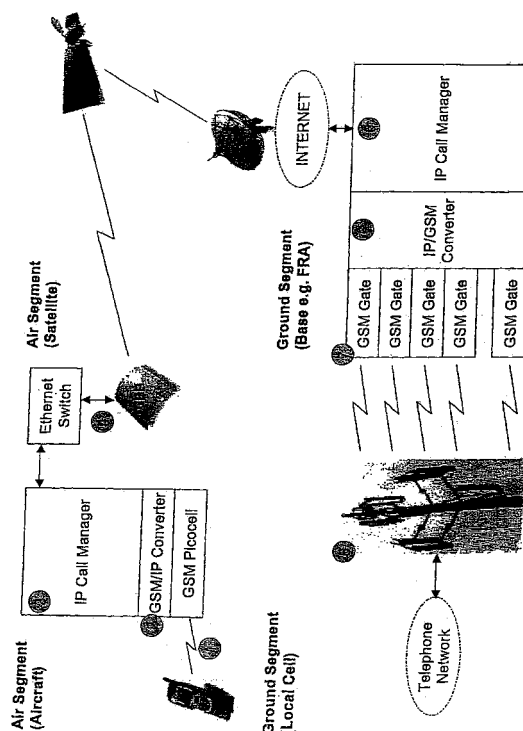 Air Segment
(Aircraft)
IP Call Manager
GSM/IP Converter
GSM Picocell
Ethernet
Switch
Air Segment
(Satellite)
Ground Segment
(Local Cell)
Telephone
Network
Ground Segment
(Base e.g. FRA)
GSM Gate
GSM Gate
GSM Gate
GSM Gate
GSM Gate
IP/GSM
Converter
IP Call Manager
INTERNET